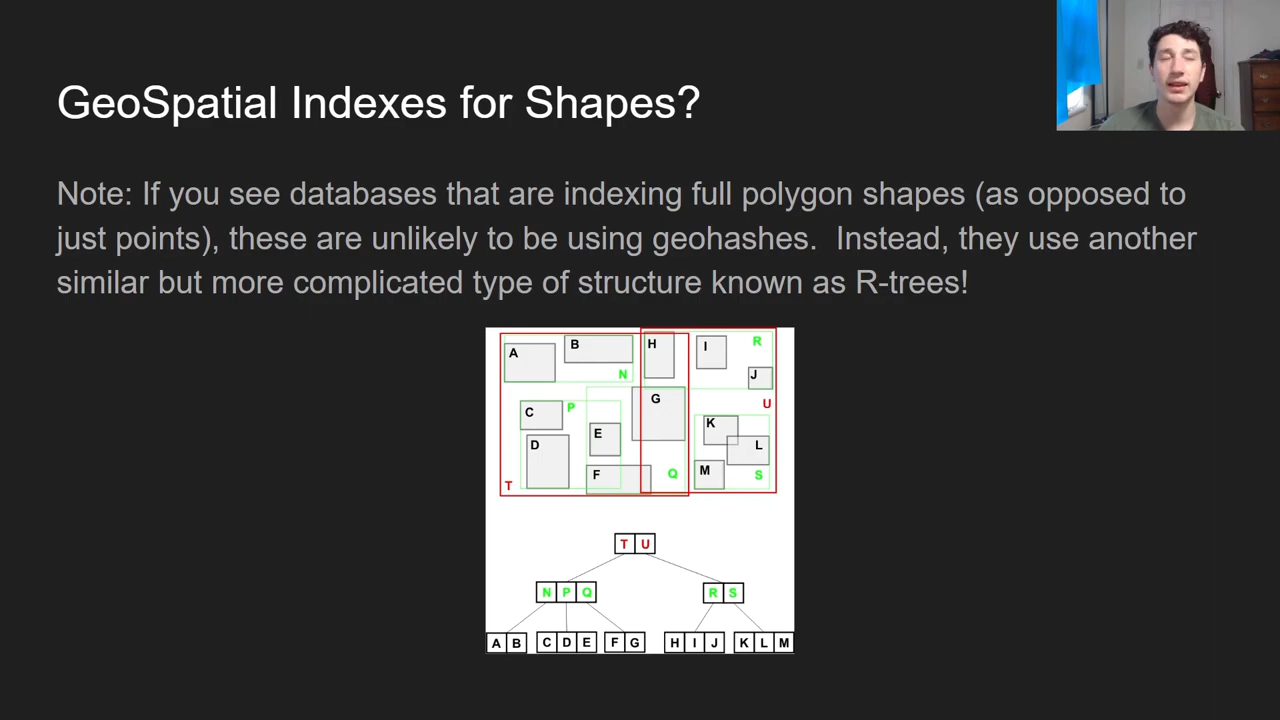 GeoSpatial Indexes for Shapes?
Note: If you see databases that are indexing full polygon shapes (as opposed to
just points), these are unlikely to be using geohashes.  Instead, they use another
similar but more complicated type of structure known as R-trees!
A B H I R
N J
C P G U
D E K L
F Q M S
T
T U
N P Q R S
A B C D E F G H I J K L M